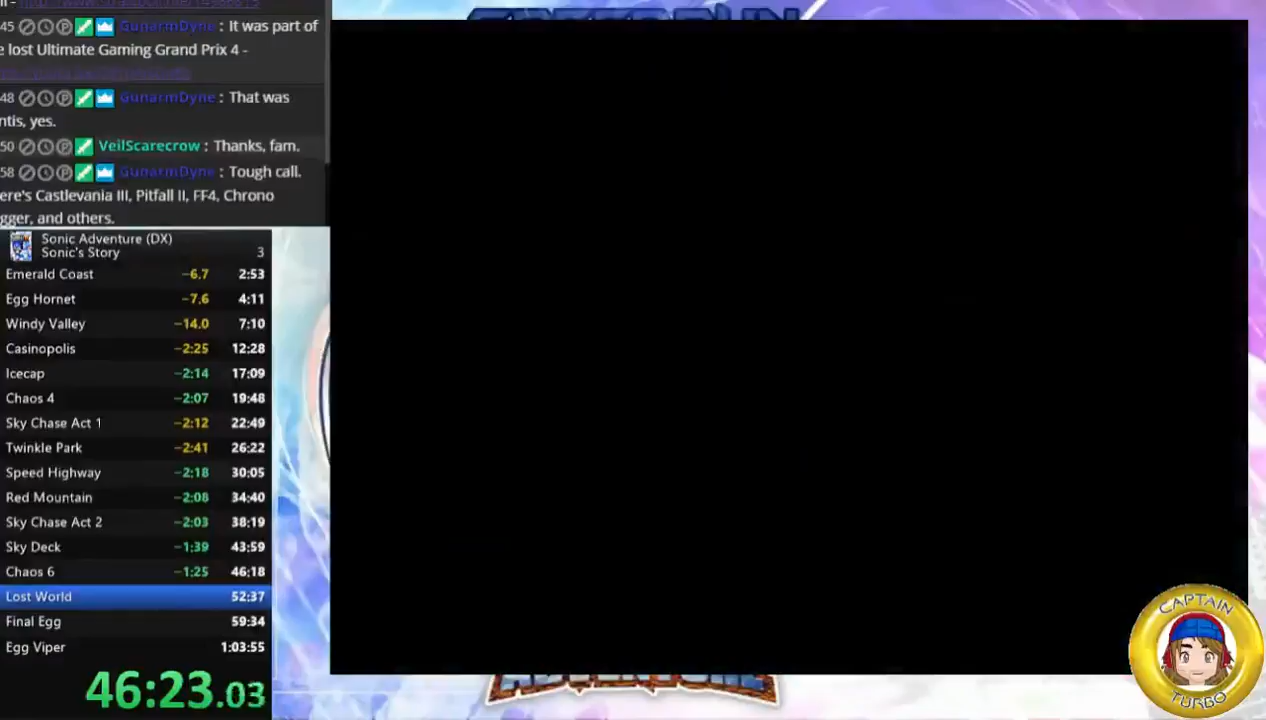 45 GunarmDyne : It was part of
e lost Ultimate Gaming Grand Prix 4 -
48 GunarmDyne : That was
ntis, yes.
50 VeilScarecrow : Thanks, fam.
58 GunarmDyne : Tough call.
ere's Castlevania III, Pitfall II, FF4, Chrono
gger, and others.
Sonic Adventure (DX)
Sonic's Story 3
Emerald Coast −6.7 2:53
Egg Hornet −7.6 4:11
Windy Valley −14.0 7:10
Casinopolis −2:25 12:28
Icecap −2:14 17:09
Chaos 4 −2:07 19:48
Sky Chase Act 1 −2:12 22:49
Twinkle Park −2:41 26:22
Speed Highway −2:18 30:05
Red Mountain −2:08 34:40
Sky Chase Act 2 −2:03 38:19
Sky Deck −1:39 43:59
Chaos 6 −1:25 46:18
Lost World 52:37
Final Egg 59:34
Egg Viper 1:03:55
46:23.03
ADVENTURE
CAPTAIN
TURBO